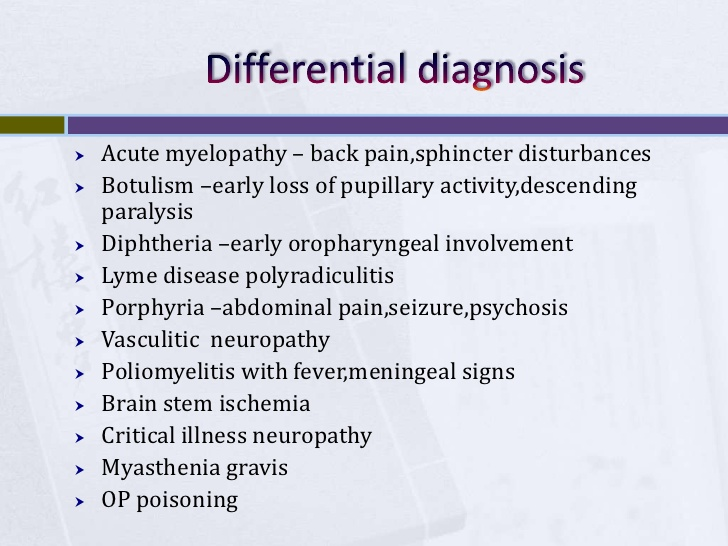 Differential diagnosis
Acute myelopathy – back pain,sphincter disturbances
Botulism –early loss of pupillary activity,descending
paralysis
Diphtheria –early oropharyngeal involvement
Lyme disease polyradiculitis
Porphyria –abdominal pain,seizure,psychosis
Vasculitic  neuropathy
Poliomyelitis with fever,meningeal signs
Brain stem ischemia
Critical illness neuropathy
Myasthenia gravis
OP poisoning